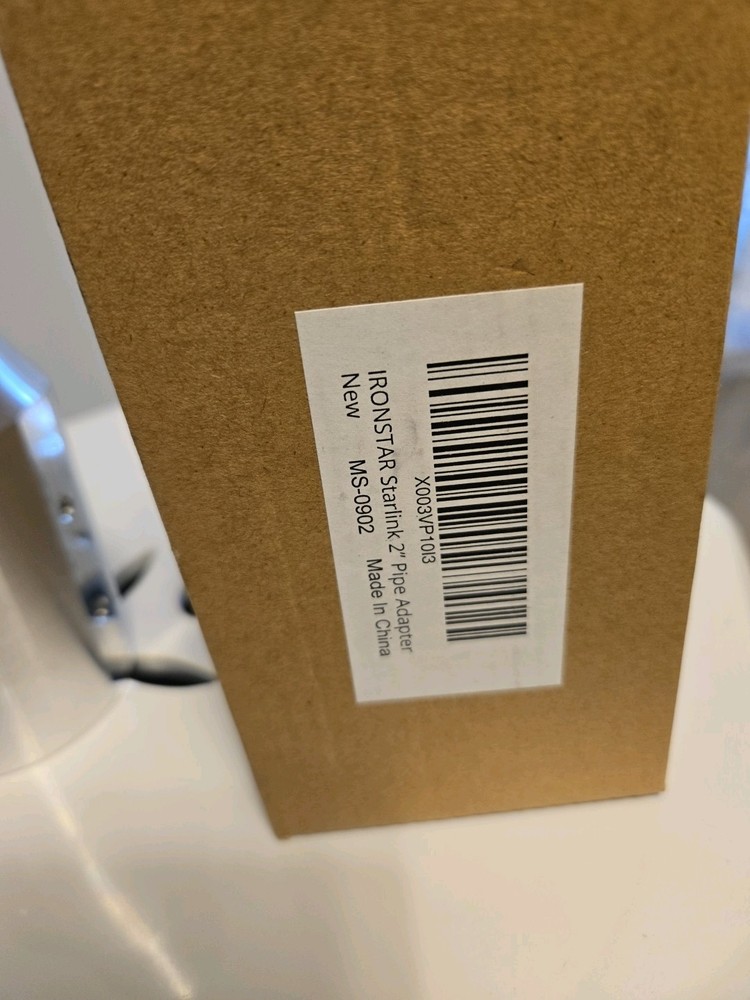 X003VP10I3
IRONSTAR Starlink 2" Pipe Adapter
New MS-0902 Made In China